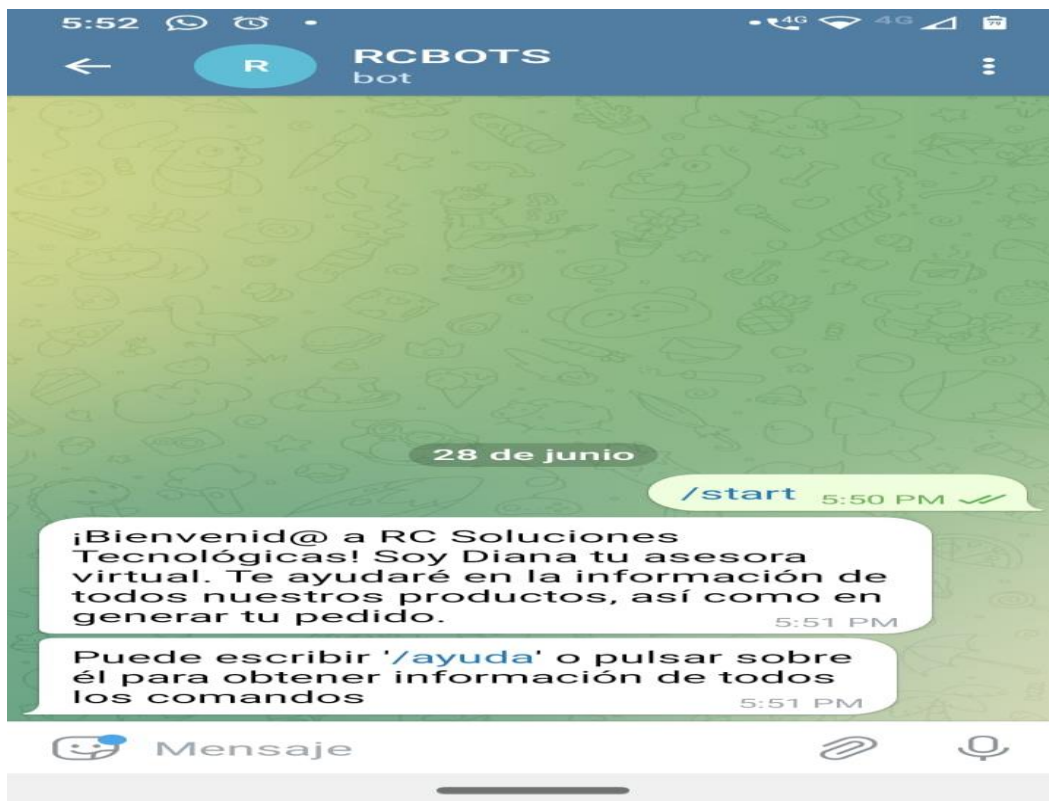 5:52
4G 4G 79
R
RCBOTS
bot
28 de junio
/start 5:50 PM
¡Bienvenid@ a RC Soluciones
Tecnológicas! Soy Diana tu asesora
virtual. Te ayudaré en la información de
todos nuestros productos, así como en
generar tu pedido.
5:51 PM
Puede escribir '/ayuda' o pulsar sobre
él para obtener información de todos
los comandos
5:51 PM
Mensaje